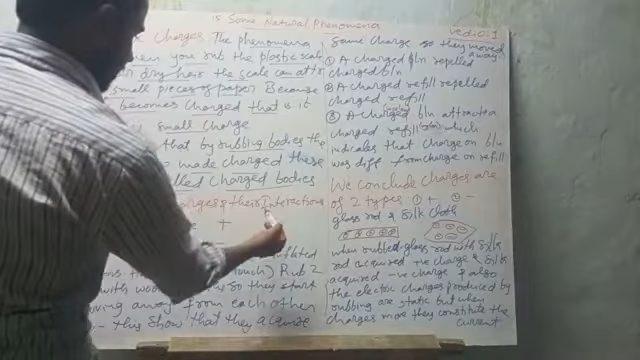 15 Some Natural Phenomena
vedio:1
Charges The phenomena
when you rub the plastic scale
on dry hair the scale can attr
small pieces of paper Because
becomes Charged that is it
small Charge
that by rubbing bodies the
made charged these
called Charged bodies
Charges & their Interactions
+
inflated
Rub 2
with woo so they start
moving away from each other
this show that they acquire
Same Charge so they moved
away
① A charged bln repelled
charged bln
② A charged refill repelled
charged refill
③ A charged bln attracted
charged refill which
indicates that charge on bln
was diff from charge on refill
We conclude charges are
of 2 types ① + ② -
glass rod & Silk cloth
when rubbed glass rod with Silk
rod acquired +ve charge & Silk
acquired -ve charge & also
the electric charges produced by
rubbing are static but when
charges move they constitute the
current